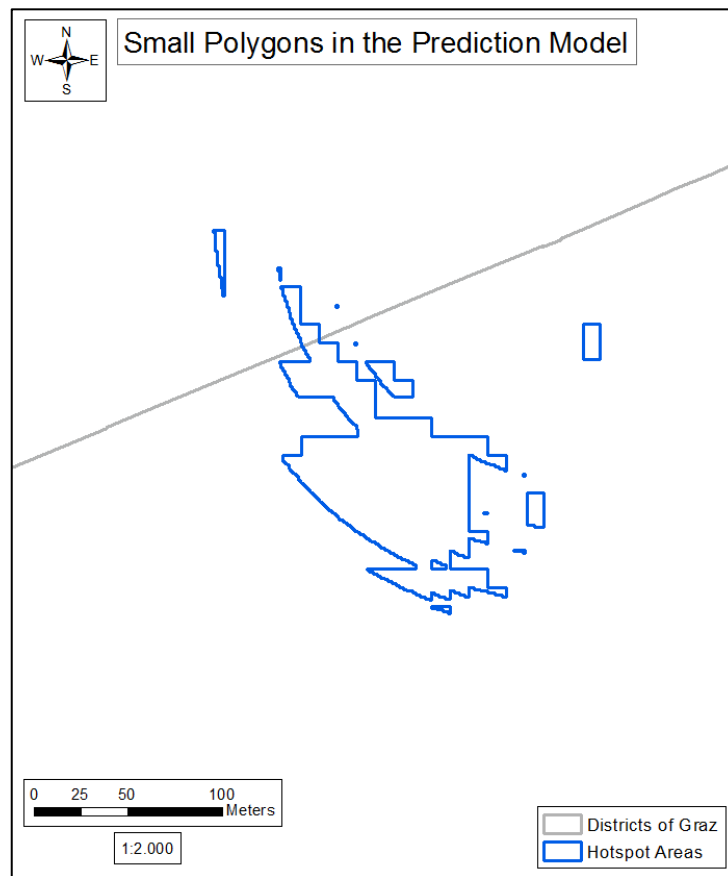 N
W E
S
Small Polygons in the Prediction Model
0 25 50 100
Meters
1:2.000
Districts of Graz
Hotspot Areas